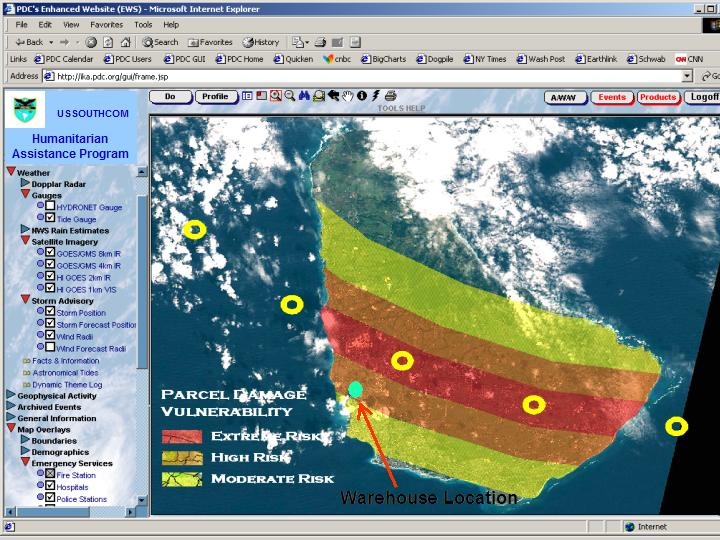 PDC's Enhanced Website (EWS) - Microsoft Internet Explorer
File Edit View Favorites Tools Help
Back Search Favorites History
Links PDC Calendar PDC Users PDC GUI PDC Home Quicken cnbc BigCharts Dogpile NY Times Wash Post Earthlink Schwab CNN
Address http://ika.pdc.org/gui/frame.jsp Go
USSOUTHCOM
Humanitarian
Assistance Program
Do Profile AWAV Events Products Logoff
TOOLS HELP
Weather
Dopplar Radar
Gauges
HYDRONET Gauge
Tide Gauge
NWS Rain Estimates
Satellite Imagery
GOES/GMS 8km IR
GOES/GMS 4km IR
HI GOES 2km IR
HI GOES 1km VIS
Storm Advisory
Storm Position
Storm Forecast Position
Wind Radii
Wind Forecast Radii
Facts & Information
Astronomical Tides
Dynamic Theme Log
Geophysical Activity
Archived Events
General Information
Map Overlays
Boundaries
Demographics
Emergency Services
Fire Station
Hospitals
Police Stations
Parcel Damage
Vulnerability
Extreme Risk
High Risk
Moderate Risk
Warehouse Location
Internet